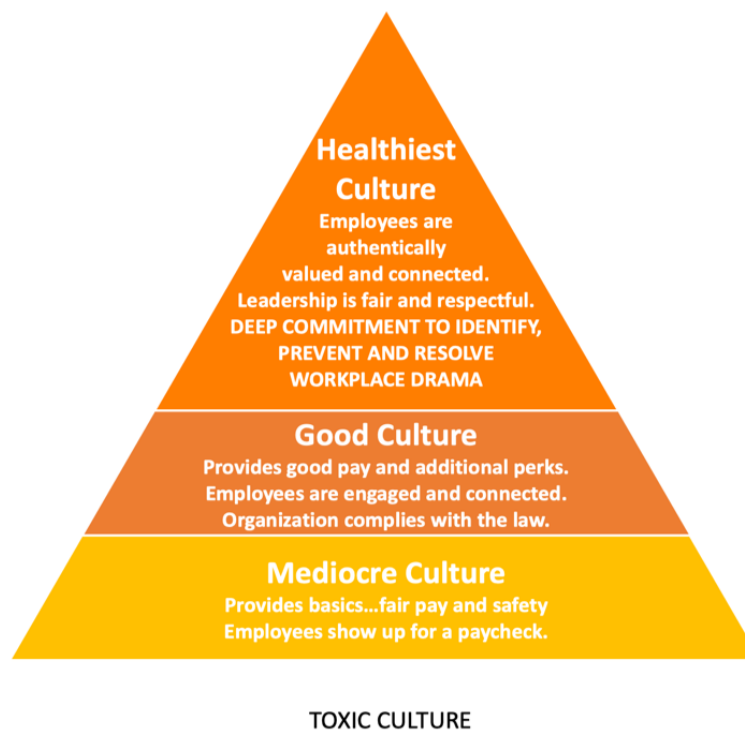 Healthiest
Culture
Employees are
authentically
valued and connected.
Leadership is fair and respectful.
DEEP COMMITMENT TO IDENTIFY,
PREVENT AND RESOLVE
WORKPLACE DRAMA
Good Culture
Provides good pay and additional perks.
Employees are engaged and connected.
Organization complies with the law.
Mediocre Culture
Provides basics...fair pay and safety
Employees show up for a paycheck.
TOXIC CULTURE